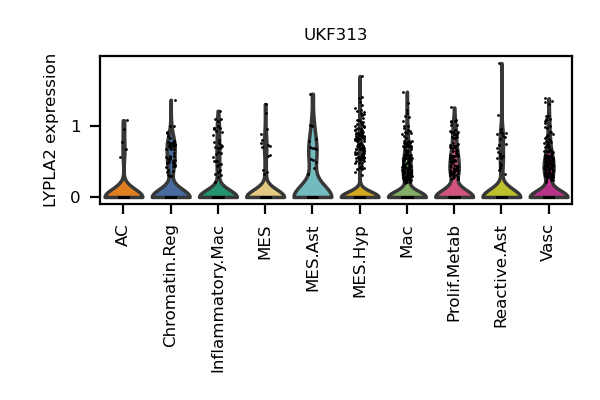 UKF313
LYPLA2 expression
1
0
AC
Chromatin.Reg
Inflammatory.Mac
MES
MES.Ast
MES.Hyp
Mac
Prolif.Metab
Reactive.Ast
Vasc